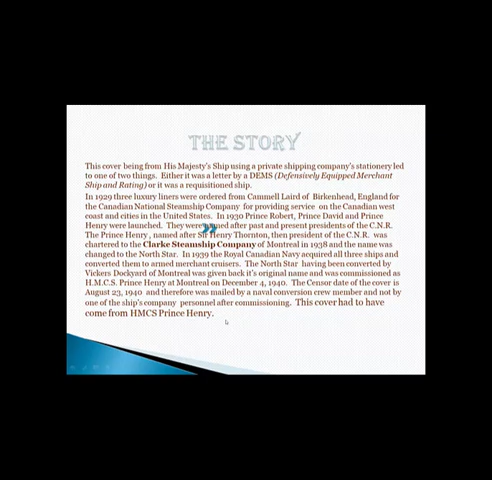 THE STORY
This cover being from His Majesty's Ship using a private shipping company's stationery led
to one of two things.  Either it was a letter by a DEMS (Defensively Equipped Merchant
Ship and Rating) or it was a requisitioned ship.
In 1929 three luxury liners were ordered from Cammell Laird of Birkenhead, England for
the Canadian National Steamship Company  for providing service  on the Canadian west
coast and cities in the United States.  In 1930 Prince Robert, Prince David and Prince
Henry were launched.  They were named after past and present presidents of the C.N.R.
The Prince Henry , named after Sir Henry Thornton, then president of the C.N.R.  was
chartered to the Clarke Steamship Company of Montreal in 1938 and the name was
changed to the North Star.  In 1939 the Royal Canadian Navy acquired all three ships and
converted them to armed merchant cruisers.  The North Star  having been converted by
Vickers Dockyard of Montreal was given back it's original name and was commissioned as
H.M.C.S. Prince Henry at Montreal on December 4, 1940.  The Censor date of the cover is
August 23, 1940  and therefore was mailed by a naval conversion crew member and not by
one of the ship's company  personnel after commissioning.  This cover had to have
come from HMCS Prince Henry.